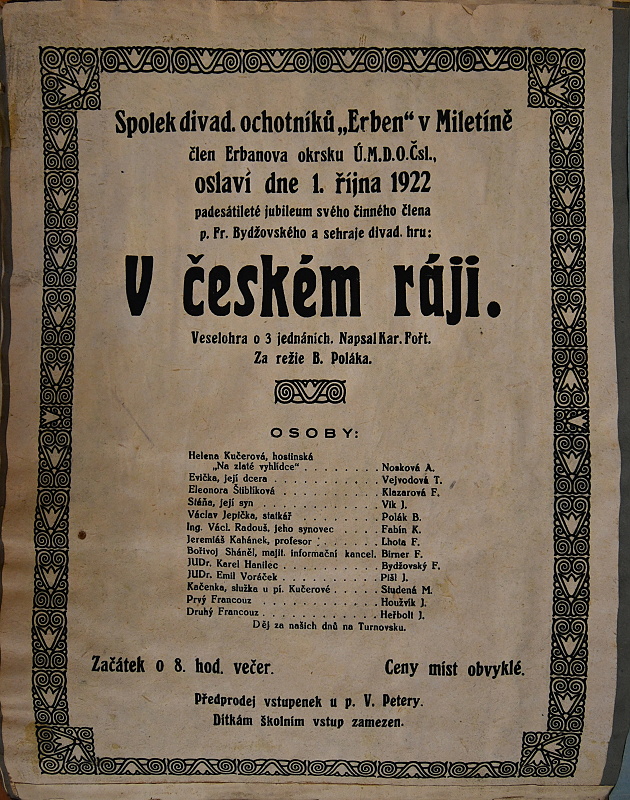 Spolek divad. ochotníků „Erben“ v Miletíně
člen Erbanova okrsku Ú.M.D.O.Čsl.,
oslaví dne 1. října 1922
padesátileté jubileum svého činného člena
p. Fr. Bydžovského a sehraje divad. hru:
V českém ráji.
Veselohra o 3 jednáních. Napsal Kar. Fořt.
Za režie B. Poláka.
OSOBY:
Helena Kučerová, hostinská
„Na zlaté vyhlídce“ . . . . . . . . Nosková A.
Evička, její dcera . . . . . . . . . . . Vejvodová T.
Eleonora Štiblíková . . . . . . . . . . Klazarová F.
Stáňa, její syn . . . . . . . . . . . . Vik J.
Václav Jepička, statkář . . . . . . . . Polák B.
Ing. Václ. Radouš, jeho synovec . . . . Fabín K.
Jeremiáš Kahánek, profesor . . . . . . Lhota F.
Bořivoj Sháněl, majit. informační kancel. Birner F.
JUDr. Karel Hanilec . . . . . . . . . . Bydžovský F.
JUDr. Emil Voráček . . . . . . . . . . Pišl J.
Kačenka, služka u pí. Kučerové . . . . . Studená M.
Prvý Francouz . . . . . . . . . . . . Houžvík J.
Druhý Francouz . . . . . . . . . . . Heřbolt J.
Děj za našich dnů na Turnovsku.
Začátek o 8. hod. večer. Ceny míst obvyklé.
Předprodej vstupenek u p. V. Petery.
Dítkám školním vstup zamezen.